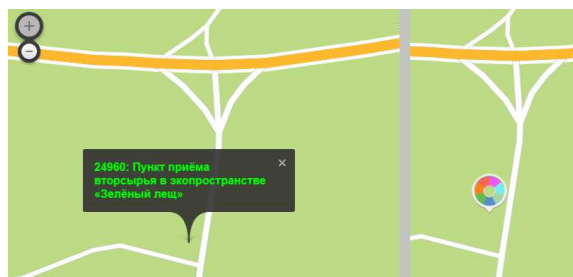 24960: Пункт приёма
вторсырья в экопространстве
«Зелёный лещ»